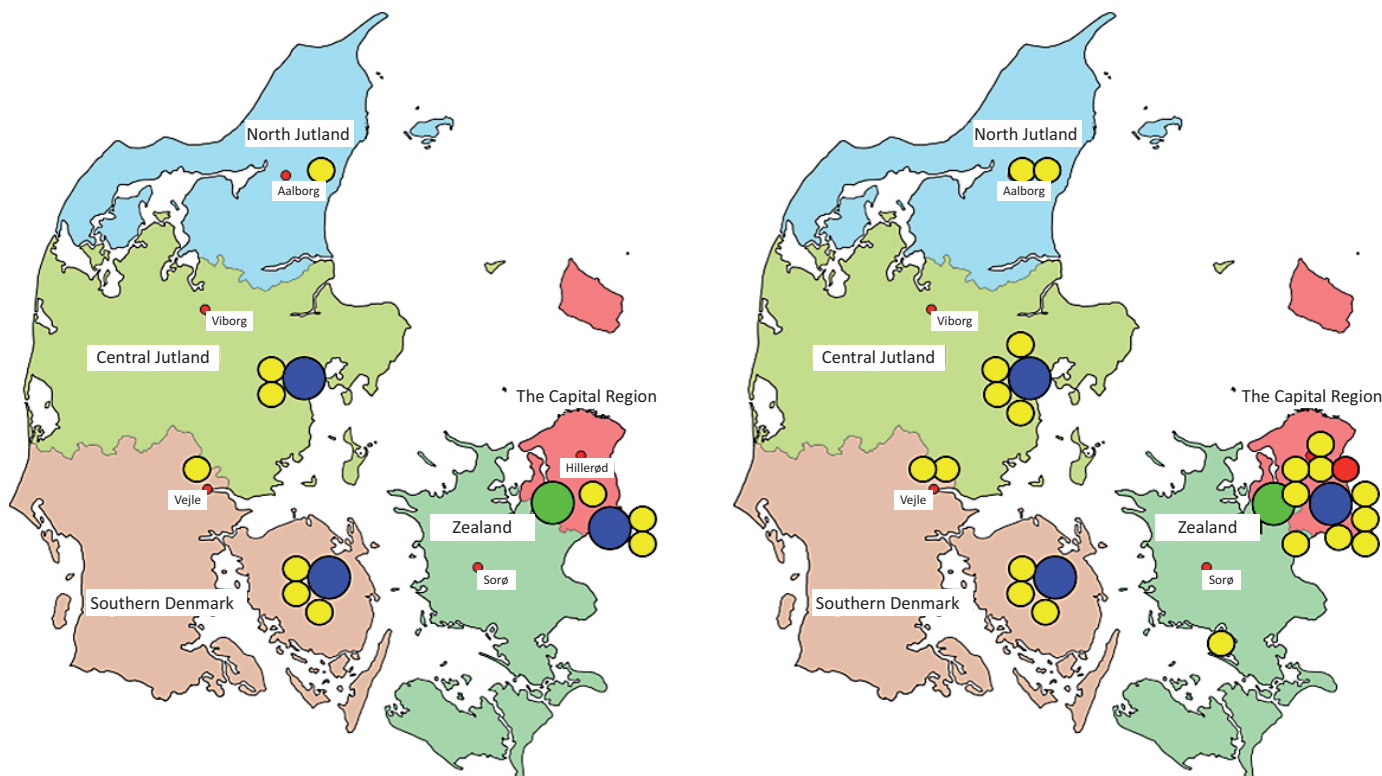 North Jutland
Aalborg
Viborg
Central Jutland
The Capital Region
Hillerød
Vejle
Zealand
Sorø
Southern Denmark
North Jutland
Aalborg
Viborg
Central Jutland
The Capital Region
Vejle
Zealand
Sorø
Southern Denmark